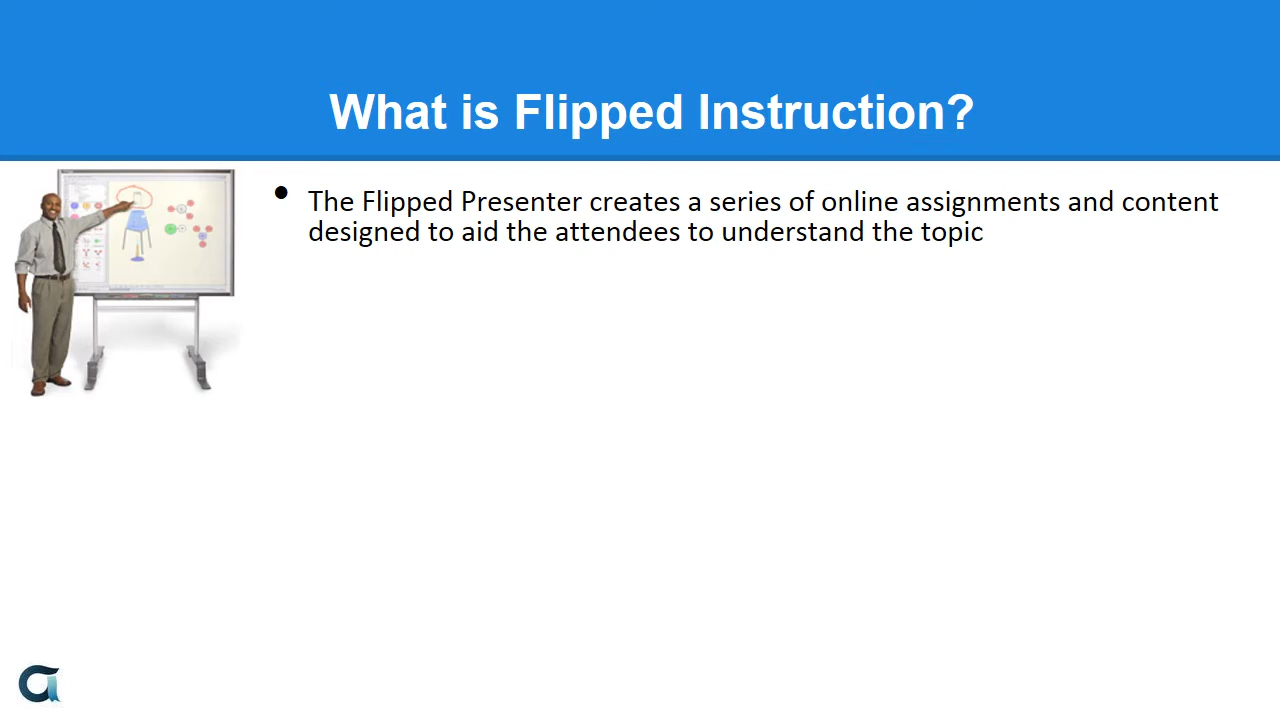 What is Flipped Instruction?
• The Flipped Presenter creates a series of online assignments and content
designed to aid the attendees to understand the topic